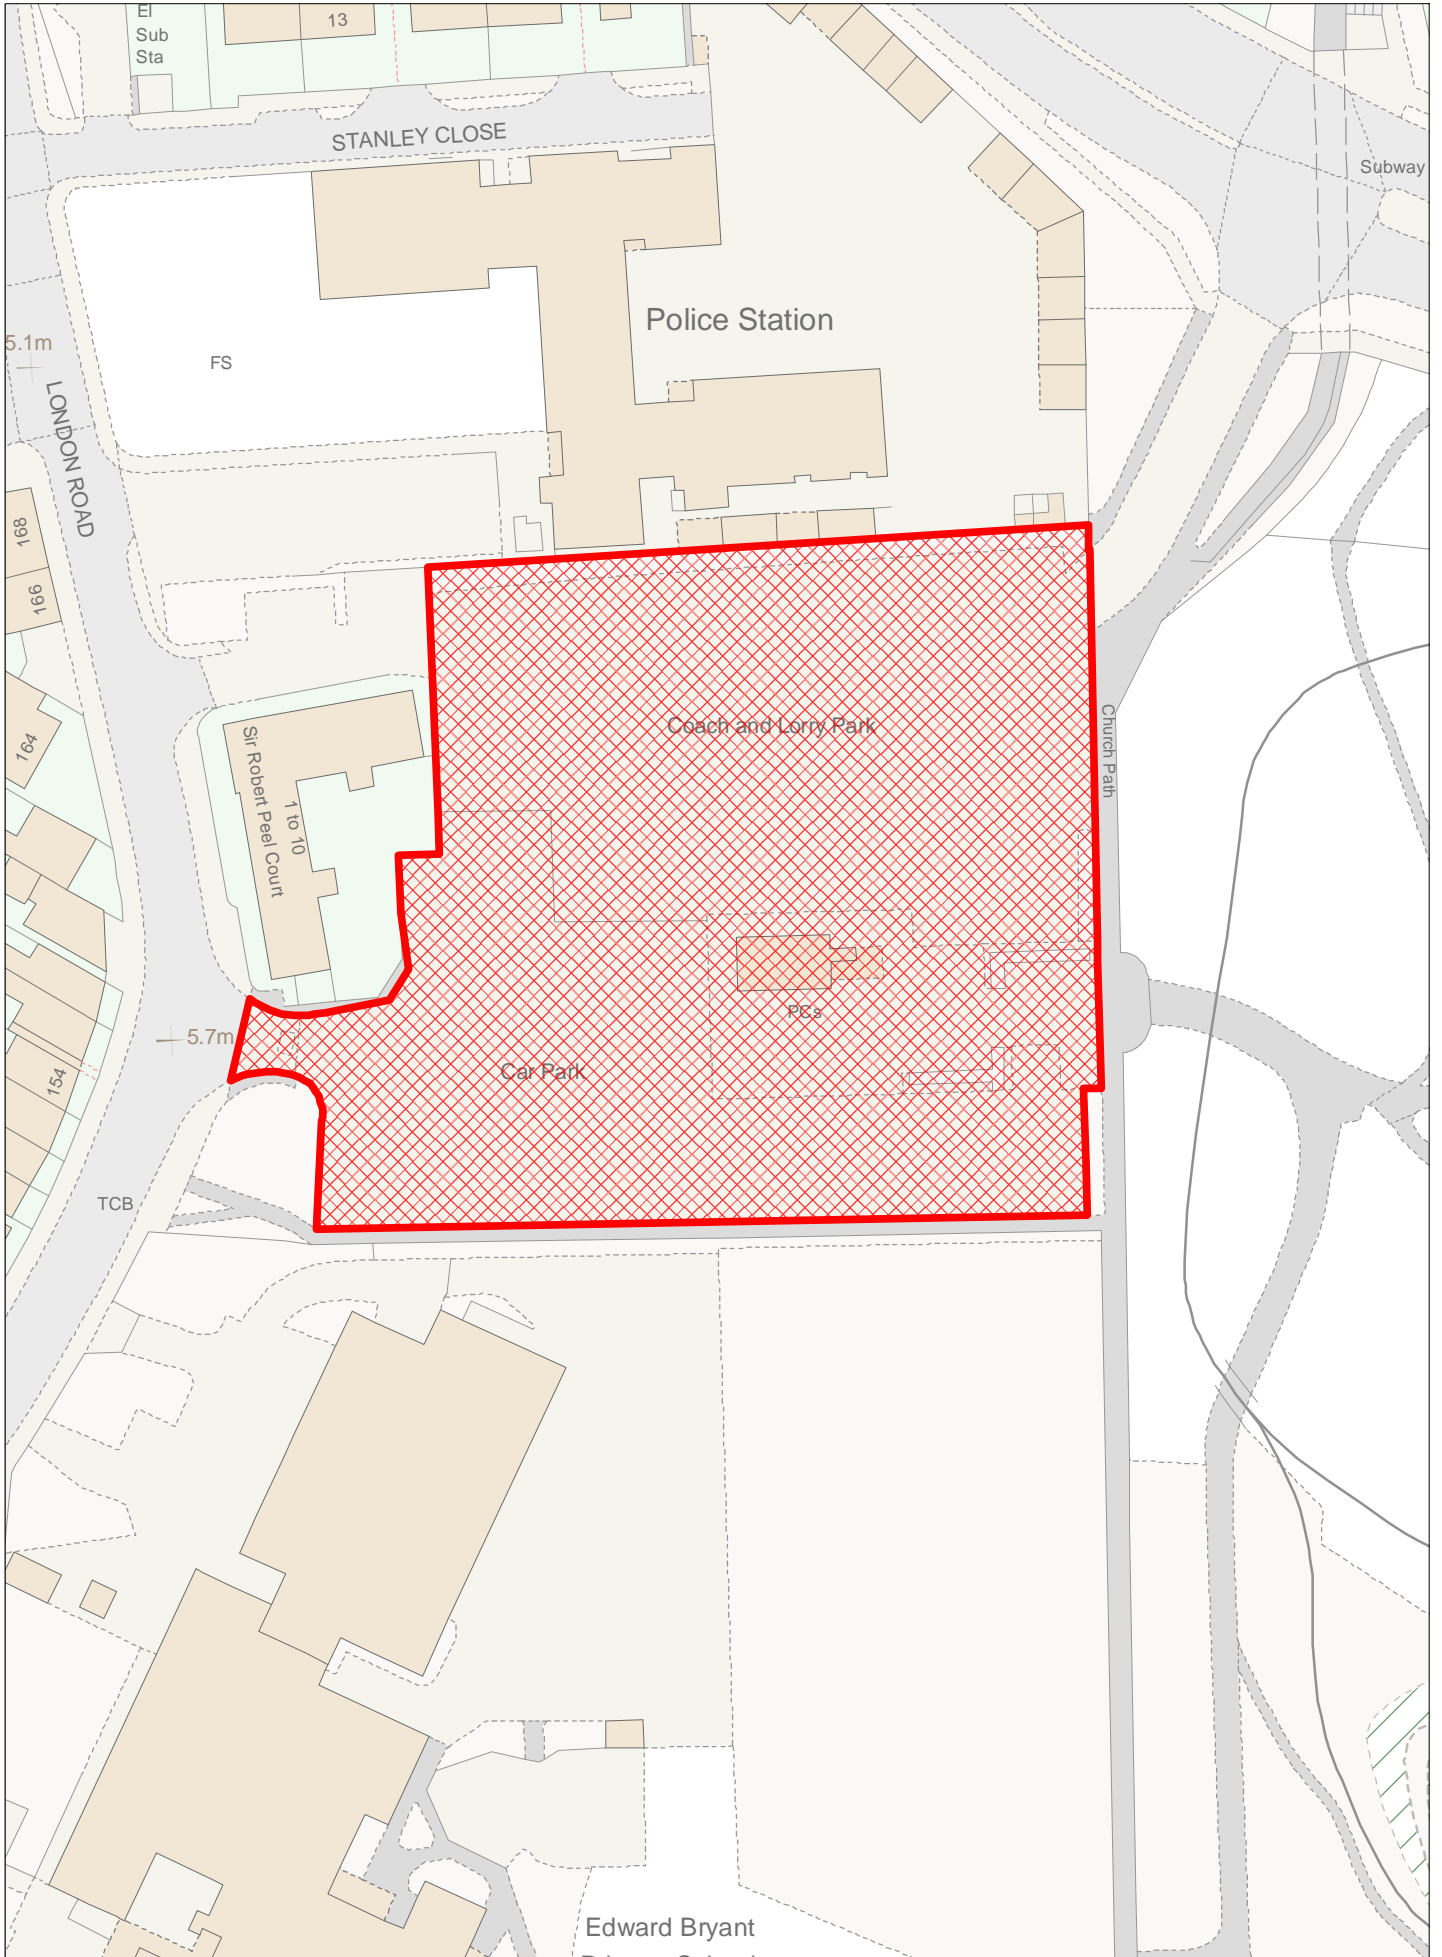 El
Sub
Sta
13
STANLEY CLOSE
Subway
Police Station
5.1m
FS
LONDON ROAD
168
166
Coach and Lorry Park
Church Path
164
Sir Robert Peel Court
1 to 10
PCs
5.7m
Car Park
154
TCB
Edward Bryant